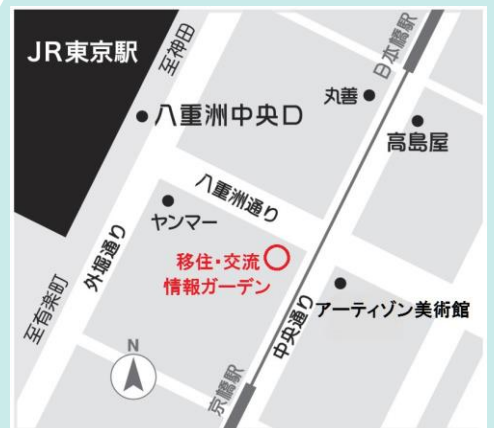 JR東京駅
至神田
日本橋駅
丸善
八重洲中央口
高島屋
八重洲通り
ヤンマー
外堀通り
移住・交流
情報ガーデン
アーティゾン美術館
中央通り
至有楽町
N
京橋駅